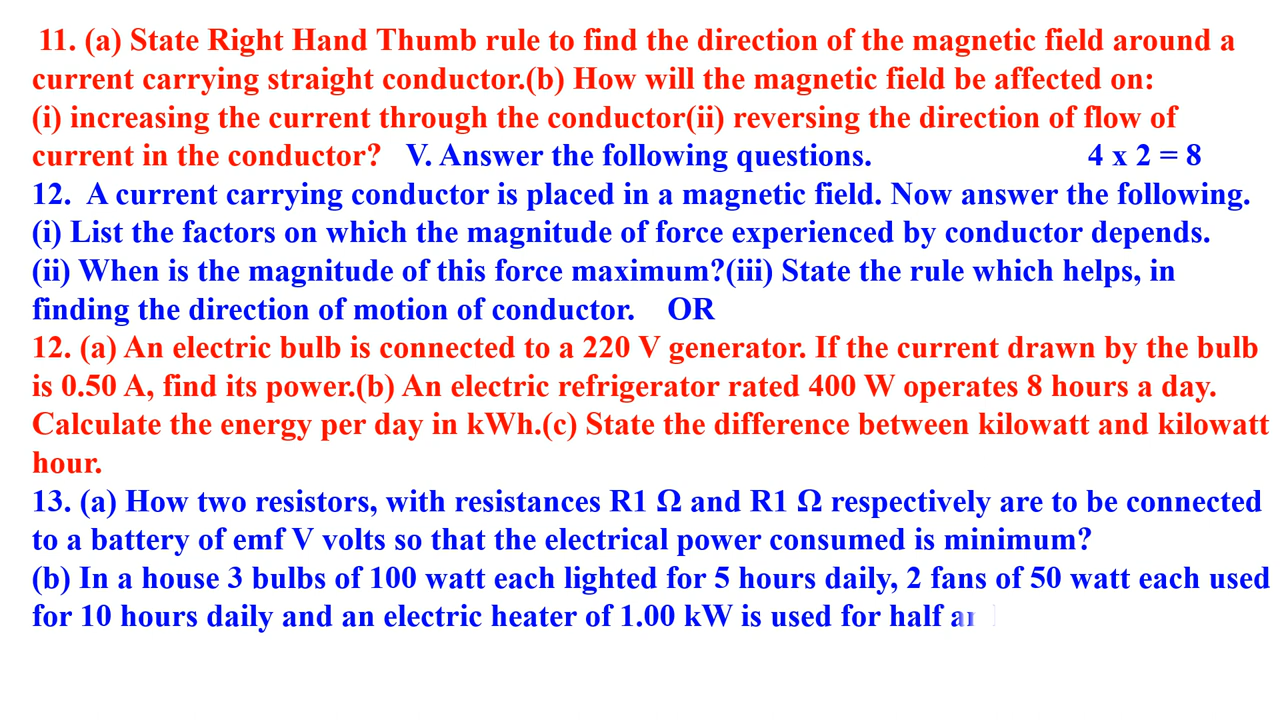 11. (a) State Right Hand Thumb rule to find the direction of the magnetic field around a
current carrying straight conductor.(b) How will the magnetic field be affected on:
(i) increasing the current through the conductor(ii) reversing the direction of flow of
current in the conductor? V. Answer the following questions. 4 x 2 = 8
12. A current carrying conductor is placed in a magnetic field. Now answer the following.
(i) List the factors on which the magnitude of force experienced by conductor depends.
(ii) When is the magnitude of this force maximum?(iii) State the rule which helps, in
finding the direction of motion of conductor. OR
12. (a) An electric bulb is connected to a 220 V generator. If the current drawn by the bulb
is 0.50 A, find its power.(b) An electric refrigerator rated 400 W operates 8 hours a day.
Calculate the energy per day in kWh.(c) State the difference between kilowatt and kilowatt
hour.
13. (a) How two resistors, with resistances R1 Ω and R1 Ω respectively are to be connected
to a battery of emf V volts so that the electrical power consumed is minimum?
(b) In a house 3 bulbs of 100 watt each lighted for 5 hours daily, 2 fans of 50 watt each used
for 10 hours daily and an electric heater of 1.00 kW is used for half